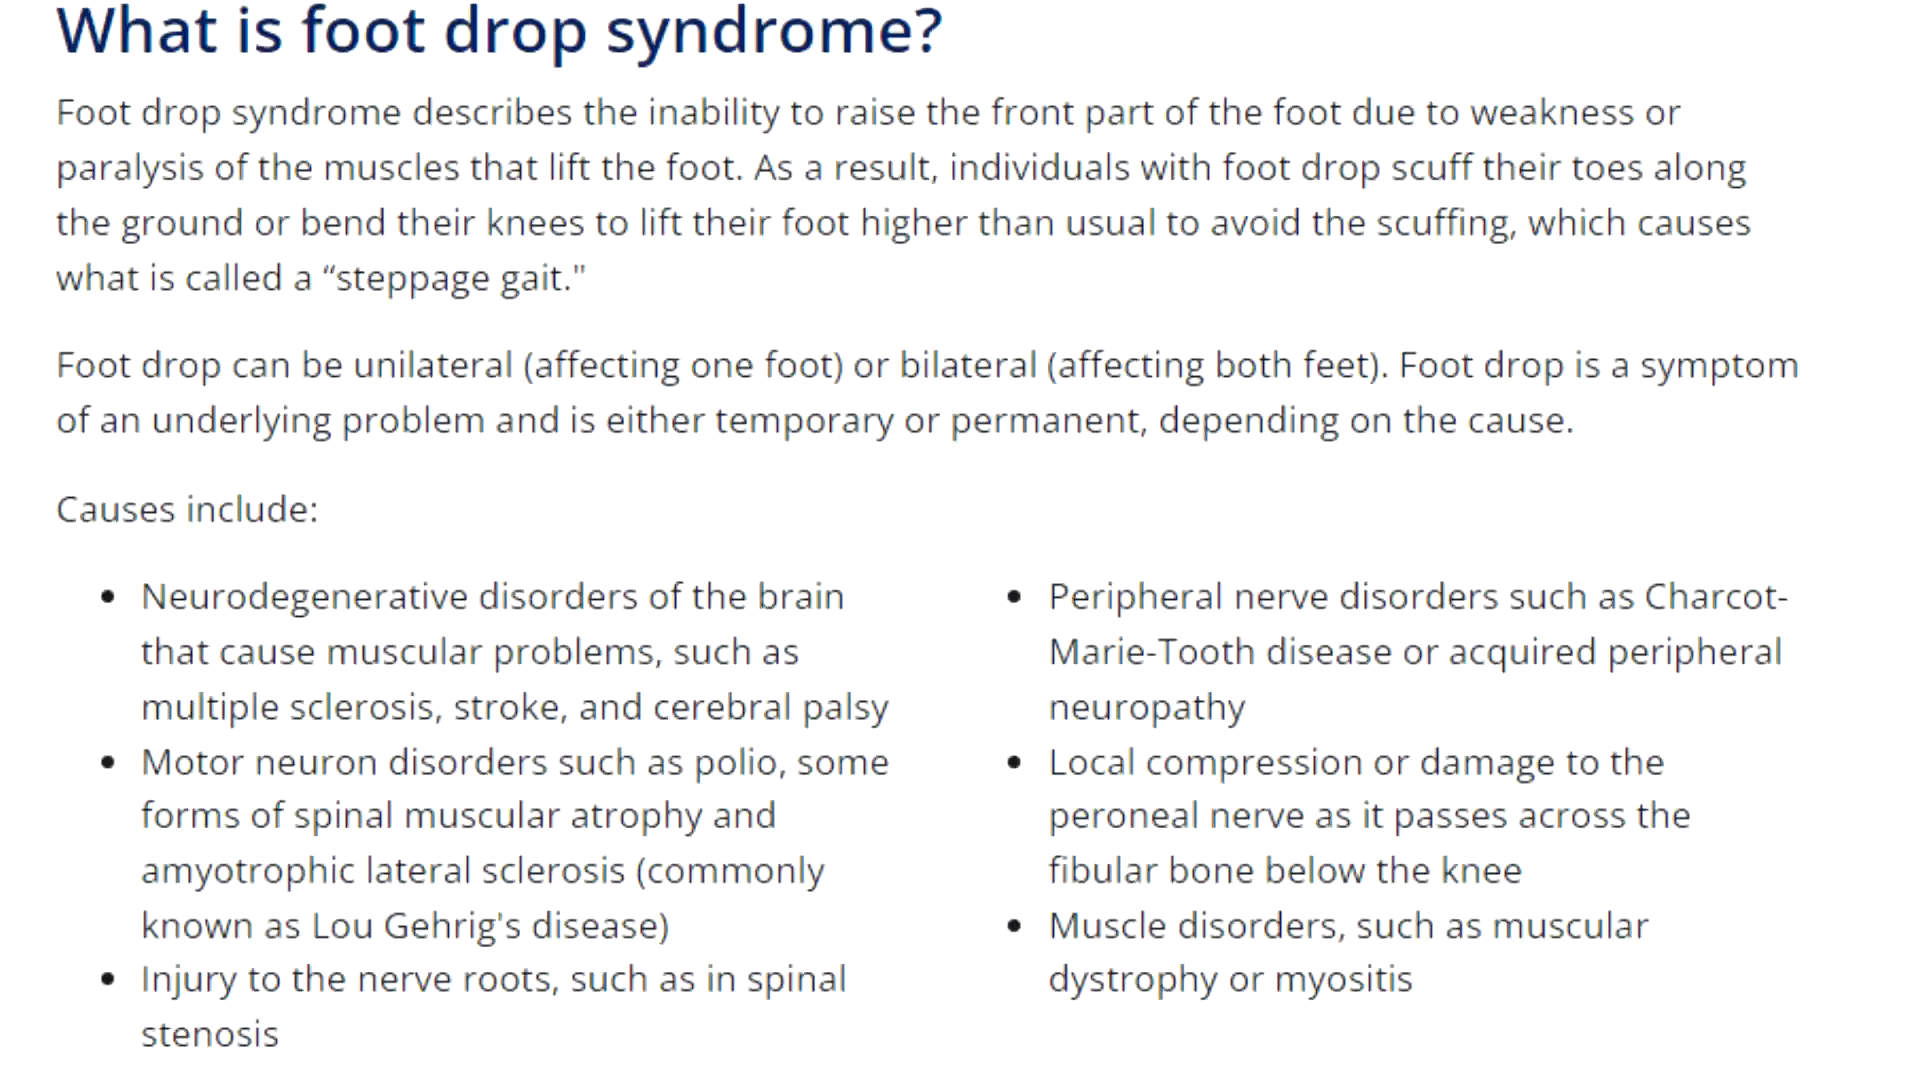 What is foot drop syndrome?
Foot drop syndrome describes the inability to raise the front part of the foot due to weakness or
paralysis of the muscles that lift the foot. As a result, individuals with foot drop scuff their toes along
the ground or bend their knees to lift their foot higher than usual to avoid the scuffing, which causes
what is called a “steppage gait."
Foot drop can be unilateral (affecting one foot) or bilateral (affecting both feet). Foot drop is a symptom
of an underlying problem and is either temporary or permanent, depending on the cause.
Causes include:
• Neurodegenerative disorders of the brain
that cause muscular problems, such as
multiple sclerosis, stroke, and cerebral palsy
• Motor neuron disorders such as polio, some
forms of spinal muscular atrophy and
amyotrophic lateral sclerosis (commonly
known as Lou Gehrig's disease)
• Injury to the nerve roots, such as in spinal
stenosis
• Peripheral nerve disorders such as Charcot-
Marie-Tooth disease or acquired peripheral
neuropathy
• Local compression or damage to the
peroneal nerve as it passes across the
fibular bone below the knee
• Muscle disorders, such as muscular
dystrophy or myositis